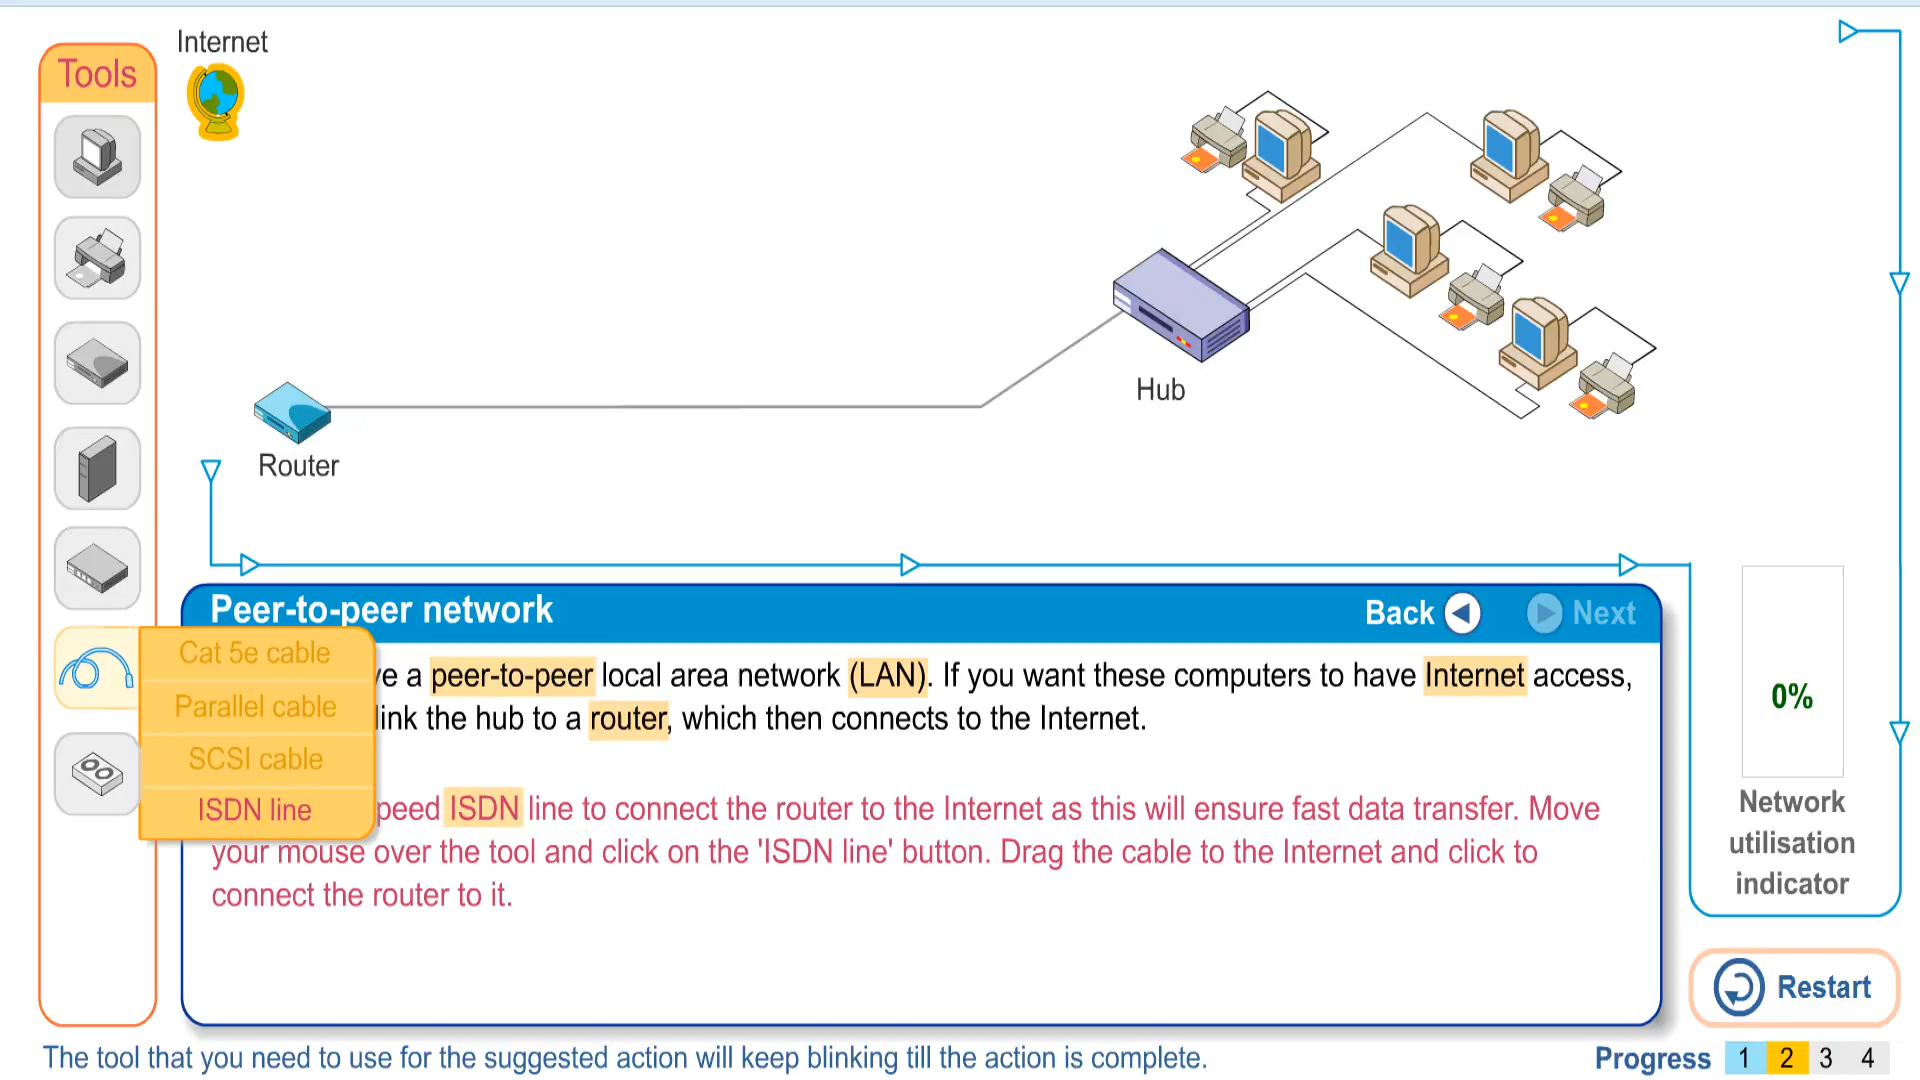 Internet
Tools
Hub
Router
Peer-to-peer network
Back
Next
Cat 5e cable
Parallel cable
SCSI cable
ISDN line
ve a peer-to-peer local area network (LAN). If you want these computers to have Internet access,
link the hub to a router, which then connects to the Internet.
peed ISDN line to connect the router to the Internet as this will ensure fast data transfer. Move
your mouse over the tool and click on the 'ISDN line' button. Drag the cable to the Internet and click to
connect the router to it.
0%
Network
utilisation
indicator
Restart
The tool that you need to use for the suggested action will keep blinking till the action is complete.
Progress 1 2 3 4